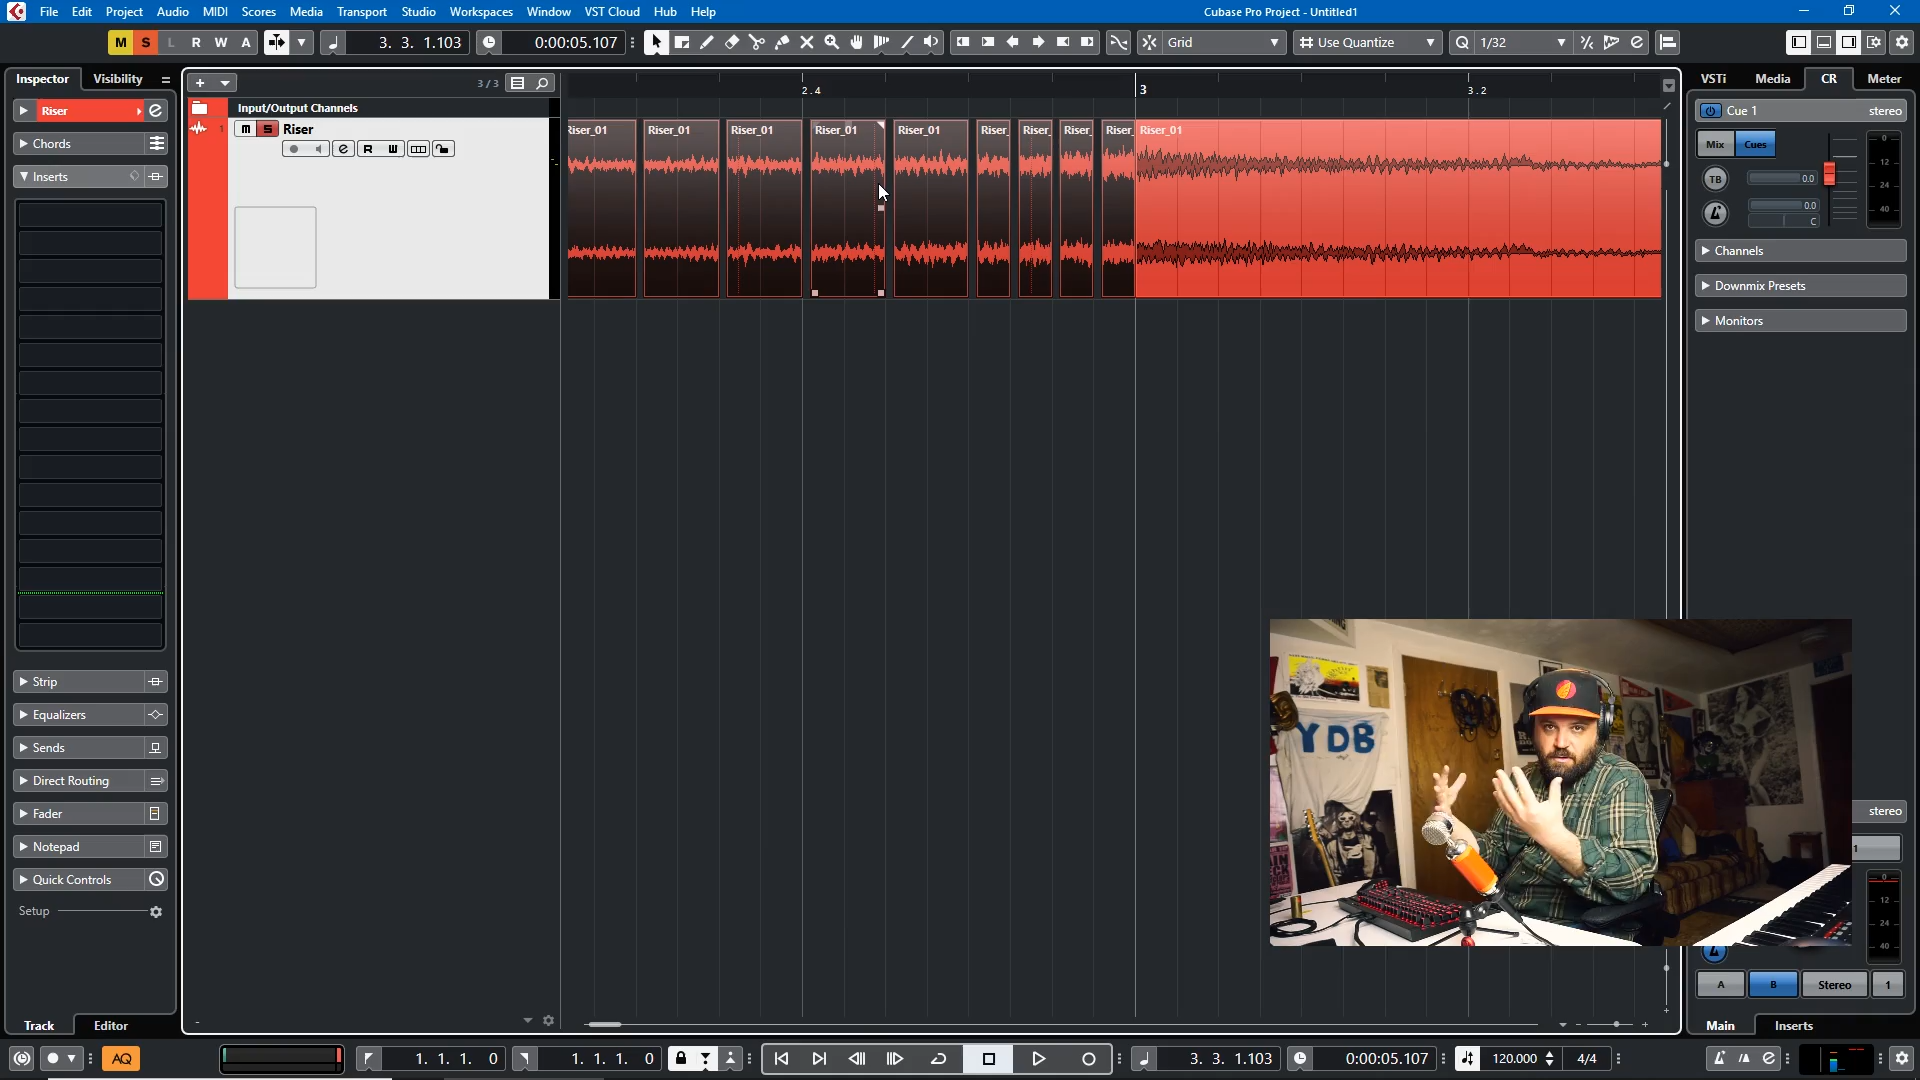 File Edit Project Audio MIDI Scores Media Transport Studio Workspaces Window VST Cloud Hub Help
Cubase Pro Project - Untitled1
M S L R W A
3. 3. 1.103
0:00:05.107
Grid
Use Quantize
Q 1/32
Inspector Visibility
3 / 3
2.4
3
3.2
VSTi Media CR Meter
Riser
Input/Output Channels
Cue 1 stereo
1 m S Riser
Riser_01 Riser_01 Riser_01 Riser_01 Riser_01 Riser_ Riser_ Riser_ Riser_ Riser_01
R W
Chords
Mix Cues
0
12
24
40
Inserts
TB 0.0
0.0
C
Channels
Downmix Presets
Monitors
YDB
Strip
Equalizers
Sends
Direct Routing
Fader
Notepad
Quick Controls
Setup
stereo
1
0
12
24
40
A B Stereo 1
Track Editor
Main Inserts
AQ
1. 1. 1. 0
1. 1. 1. 0
3. 3. 1.103
0:00:05.107
120.000
4/4